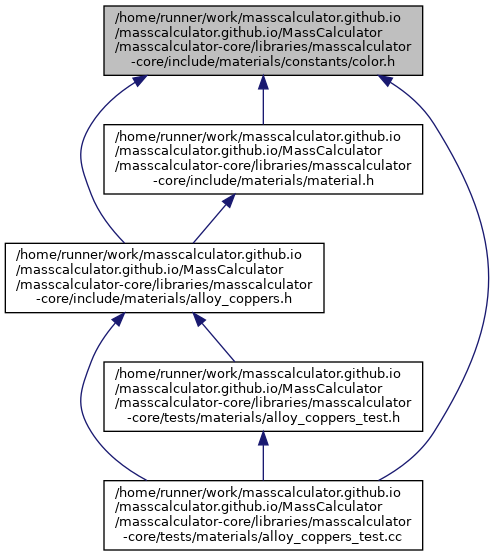 /home/runner/work/masscalculator.github.io
/masscalculator.github.io/MassCalculator
/masscalculator-core/libraries/masscalculator
-core/include/materials/constants/color.h
/home/runner/work/masscalculator.github.io
/masscalculator.github.io/MassCalculator
/masscalculator-core/libraries/masscalculator
-core/include/materials/material.h
/home/runner/work/masscalculator.github.io
/masscalculator.github.io/MassCalculator
/masscalculator-core/libraries/masscalculator
-core/include/materials/alloy_coppers.h
/home/runner/work/masscalculator.github.io
/masscalculator.github.io/MassCalculator
/masscalculator-core/libraries/masscalculator
-core/tests/materials/alloy_coppers_test.h
/home/runner/work/masscalculator.github.io
/masscalculator.github.io/MassCalculator
/masscalculator-core/libraries/masscalculator
-core/tests/materials/alloy_coppers_test.cc